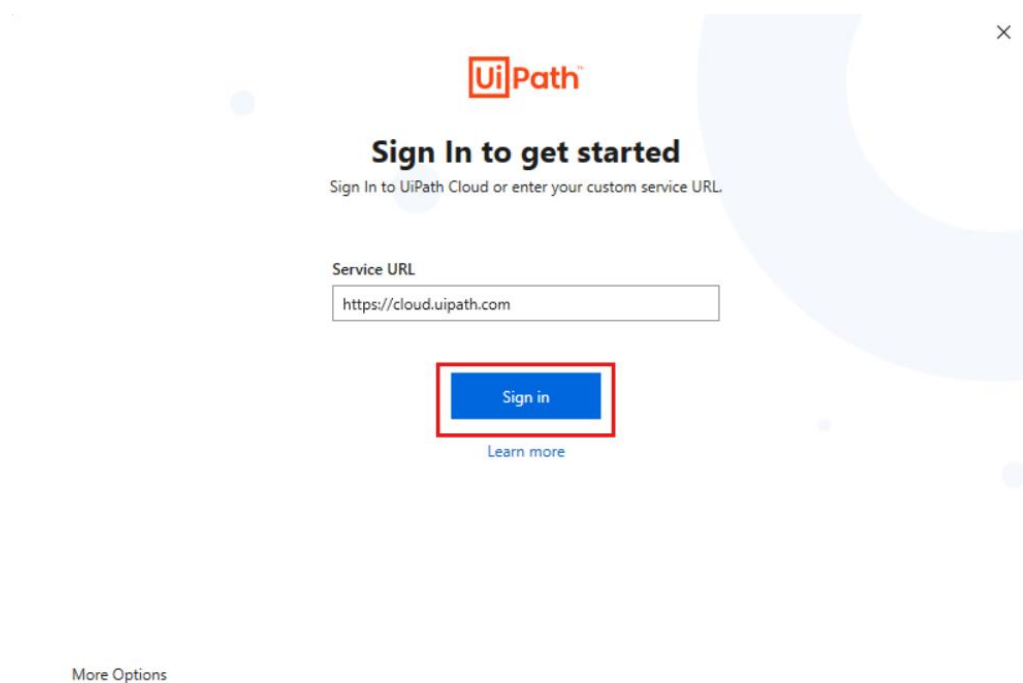 UiPath™
Sign In to get started
Sign In to UiPath Cloud or enter your custom service URL.
Service URL
https://cloud.uipath.com
Sign in
Learn more
More Options